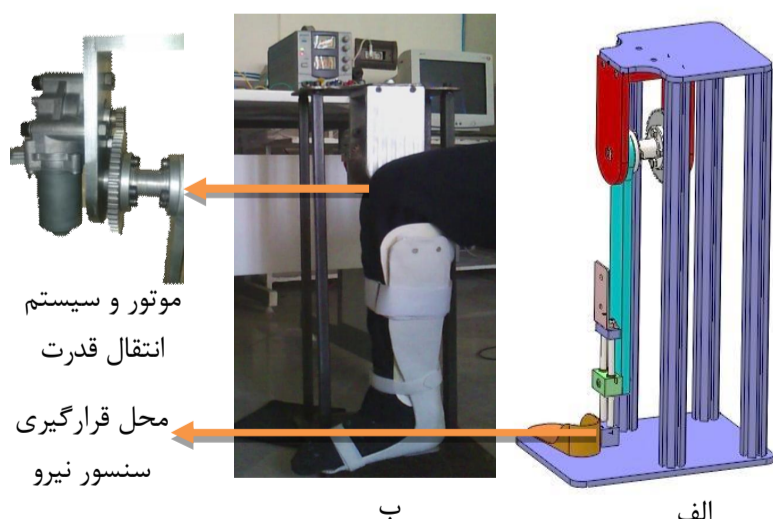 موتور و سیستم
انتقال قدرت
محل قرارگیری
سنسور نیرو
ب
الف